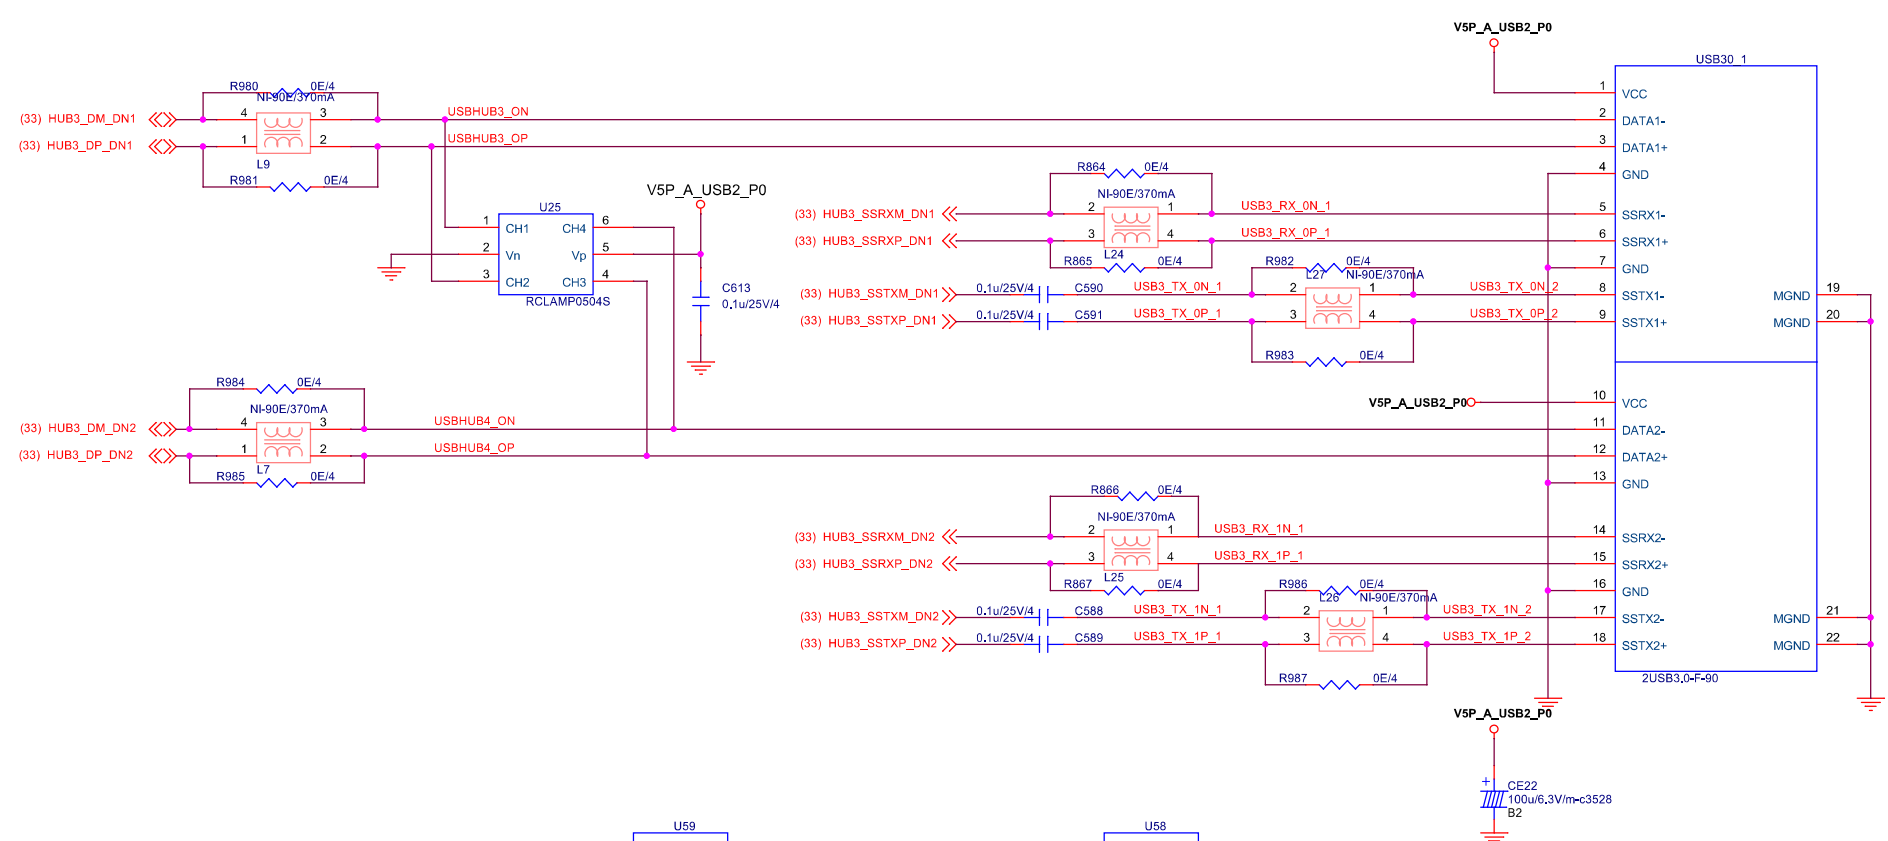 V5P_A_USB2_P0
USB30_1
R980 0E/4
NI-90E/370mA
(33) HUB3_DM_DN1 4 3 USBHUB3_ON
(33) HUB3_DP_DN1 1 2 USBHUB3_OP
L9
R981 0E/4
1 VCC
2 DATA1-
3 DATA1+
4 GND
5 SSRX1-
6 SSRX1+
7 GND
8 SSTX1-
9 SSTX1+
MGND 19
MGND 20
V5P_A_USB2_P0
U25
1 CH1 CH4 6
2 Vn Vp 5
3 CH2 CH3 4
RCLAMP0504S
C613
0.1u/25V/4
R864 0E/4
NI-90E/370mA
(33) HUB3_SSRXM_DN1 2 1 USB3_RX_0N_1
(33) HUB3_SSRXP_DN1 3 4 USB3_RX_0P_1
L24
R865 0E/4
R982 0E/4
L27 NI-90E/370mA
(33) HUB3_SSTXM_DN1 0.1u/25V/4 C590 USB3_TX_0N_1 2 1 USB3_TX_0N_2
(33) HUB3_SSTXP_DN1 0.1u/25V/4 C591 USB3_TX_0P_1 3 4 USB3_TX_0P_2
R983 0E/4
R984 0E/4
NI-90E/370mA
(33) HUB3_DM_DN2 4 3 USBHUB4_ON
(33) HUB3_DP_DN2 1 2 USBHUB4_OP
L7
R985 0E/4
V5P_A_USB2_P0
10 VCC
11 DATA2-
12 DATA2+
13 GND
14 SSRX2-
15 SSRX2+
16 GND
17 SSTX2-
18 SSTX2+
MGND 21
MGND 22
2USB3.0-F-90
R866 0E/4
NI-90E/370mA
(33) HUB3_SSRXM_DN2 2 1 USB3_RX_1N_1
(33) HUB3_SSRXP_DN2 3 4 USB3_RX_1P_1
L25
R867 0E/4
R986 0E/4
L26 NI-90E/370mA
(33) HUB3_SSTXM_DN2 0.1u/25V/4 C588 USB3_TX_1N_1 2 1 USB3_TX_1N_2
(33) HUB3_SSTXP_DN2 0.1u/25V/4 C589 USB3_TX_1P_1 3 4 USB3_TX_1P_2
R987 0E/4
V5P_A_USB2_P0
+ CE22
100u/6.3V/m-c3528
B2
U59
U58